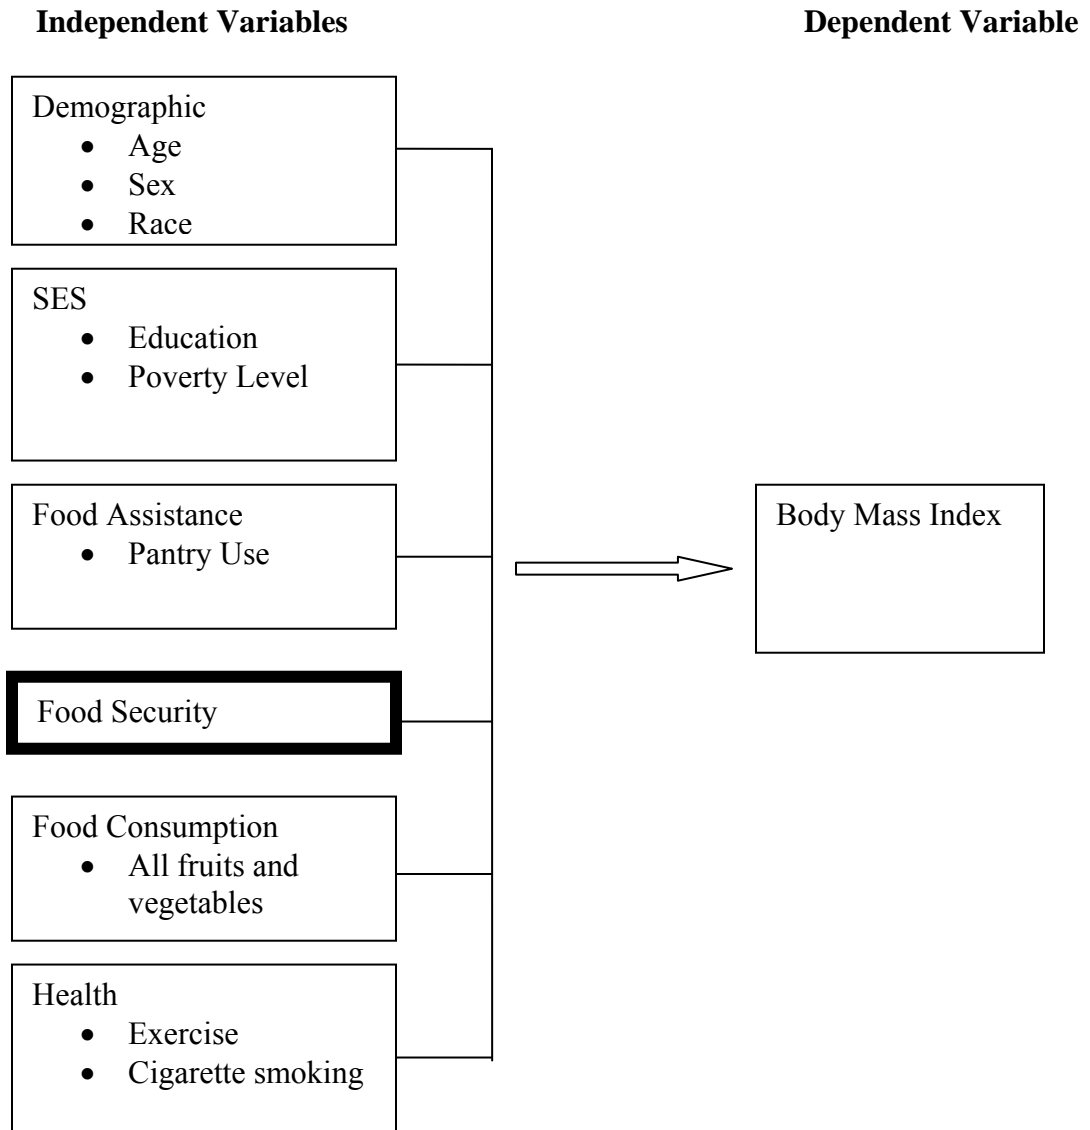 Independent Variables
Dependent Variable
Demographic
• Age
• Sex
• Race
SES
• Education
• Poverty Level
Food Assistance
• Pantry Use
Body Mass Index
Food Security
Food Consumption
• All fruits and
vegetables
Health
• Exercise
• Cigarette smoking